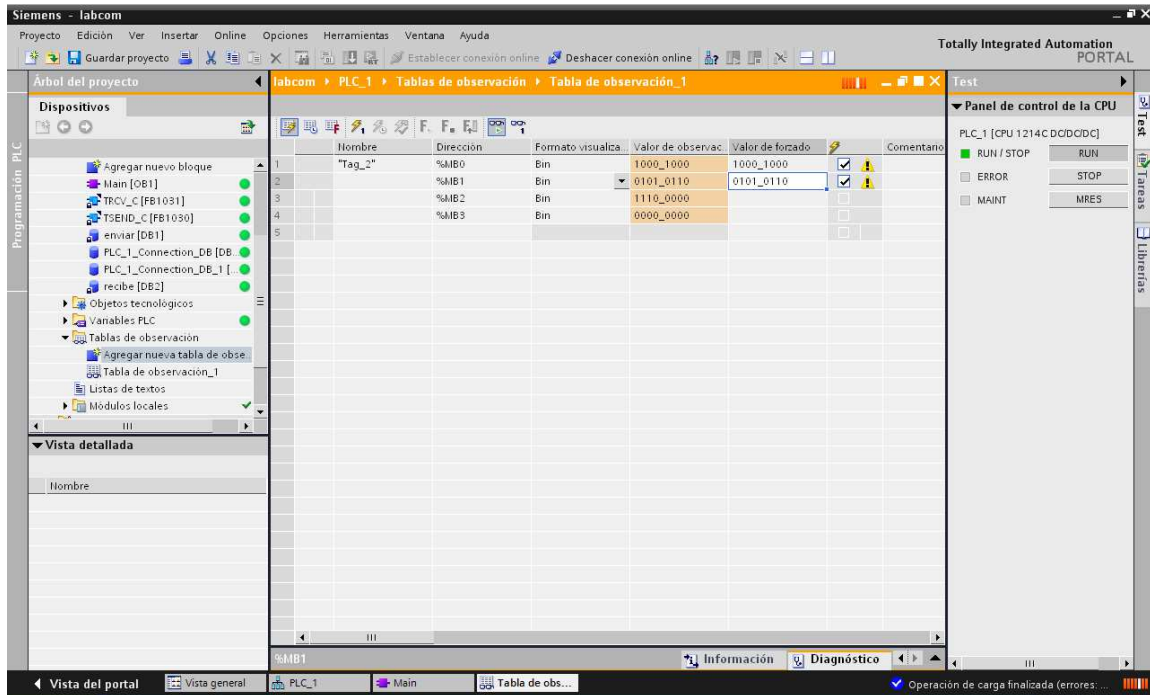 Siemens - labcom
Proyecto Edición Ver Insertar Online Opciones Herramientas Ventana Ayuda
Totally Integrated Automation
PORTAL
Guardar proyecto Establecer conexión online Deshacer conexión online
Árbol del proyecto
labcom PLC_1 Tablas de observación Tabla de observación_1
Test
Dispositivos
Panel de control de la CPU
PLC_1 [CPU 1214C DC/DC/DC]
RUN / STOP RUN
ERROR STOP
MAINT MRES
Programación PLC
Agregar nuevo bloque
Main [OB1]
TRCV_C [FB1031]
TSEND_C [FB1030]
enviar [DB1]
PLC_1_Connection_DB [DB...
PLC_1_Connection_DB_1 [...
recibe [DB2]
Objetos tecnológicos
Variables PLC
Tablas de observación
Agregar nueva tabla de obse...
Tabla de observación_1
Listas de textos
Módulos locales
Vista detallada
Nombre
Nombre Dirección Formato visualiza... Valor de observac... Valor de forzado Comentario
1 "Tag_2" %MB0 Bin 1000_1000 1000_1000
2 %MB1 Bin 0101_0110 0101_0110
3 %MB2 Bin 1110_0000
4 %MB3 Bin 0000_0000
5
Test
Tareas
Librerías
%MB1 Información Diagnóstico
Vista del portal Vista general PLC_1 Main Tabla de obs...
Operación de carga finalizada (errores: ...